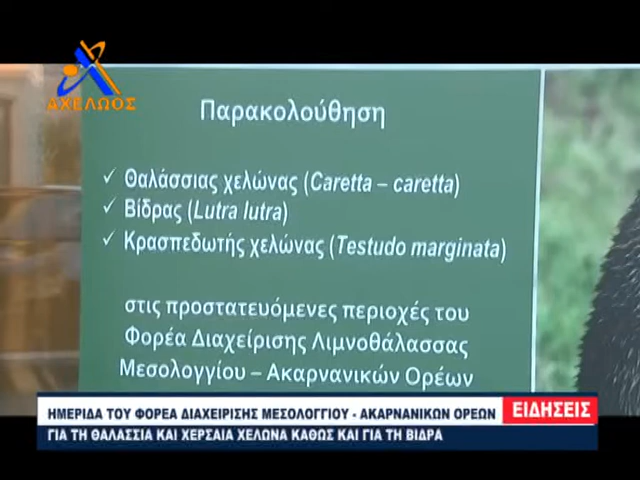 ΑΧΕΛΩΟΣ
Παρακολούθηση
✓ Θαλάσσιας χελώνας (Caretta – caretta)
✓ Βίδρας (Lutra lutra)
✓ Κρασπεδωτής χελώνας (Testudo marginata)
στις προστατευόμενες περιοχές του
Φορέα Διαχείρισης Λιμνοθάλασσας
Μεσολογγίου – Ακαρνανικών Ορέων
ΗΜΕΡΙΔΑ ΤΟΥ ΦΟΡΕΑ ΔΙΑΧΕΙΡΙΣΗΣ ΜΕΣΟΛΟΓΓΙΟΥ - ΑΚΑΡΝΑΝΙΚΩΝ ΟΡΕΩΝ ΕΙΔΗΣΕΙΣ
ΓΙΑ ΤΗ ΘΑΛΑΣΣΙΑ ΚΑΙ ΧΕΡΣΑΙΑ ΧΕΛΩΝΑ ΚΑΘΩΣ ΚΑΙ ΓΙΑ ΤΗ ΒΙΔΡΑ